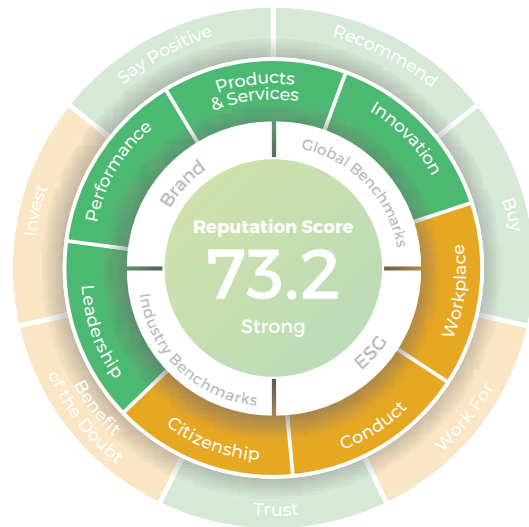 Say Positive
Recommend
Buy
Work For
Trust
Benefit
of the Doubt
Invest
Products
& Services
Innovation
Workplace
Conduct
Citizenship
Leadership
Performance
Brand
Global Benchmarks
ESG
Industry Benchmarks
Reputation Score
73.2
Strong